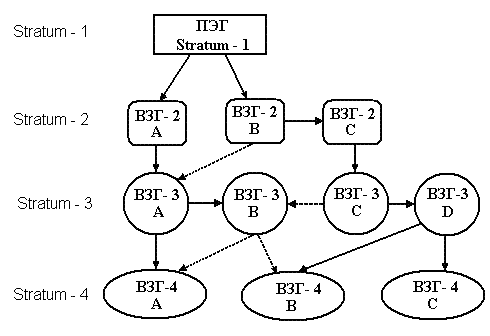 Stratum - 1
ПЭГ
Stratum - 1
Stratum - 2
ВЗГ- 2
A
ВЗГ- 2
B
ВЗГ- 2
C
Stratum - 3
ВЗГ- 3
A
ВЗГ- 3
B
ВЗГ- 3
C
ВЗГ-3
D
Stratum - 4
ВЗГ-4
A
ВЗГ- 4
B
ВЗГ- 4
C